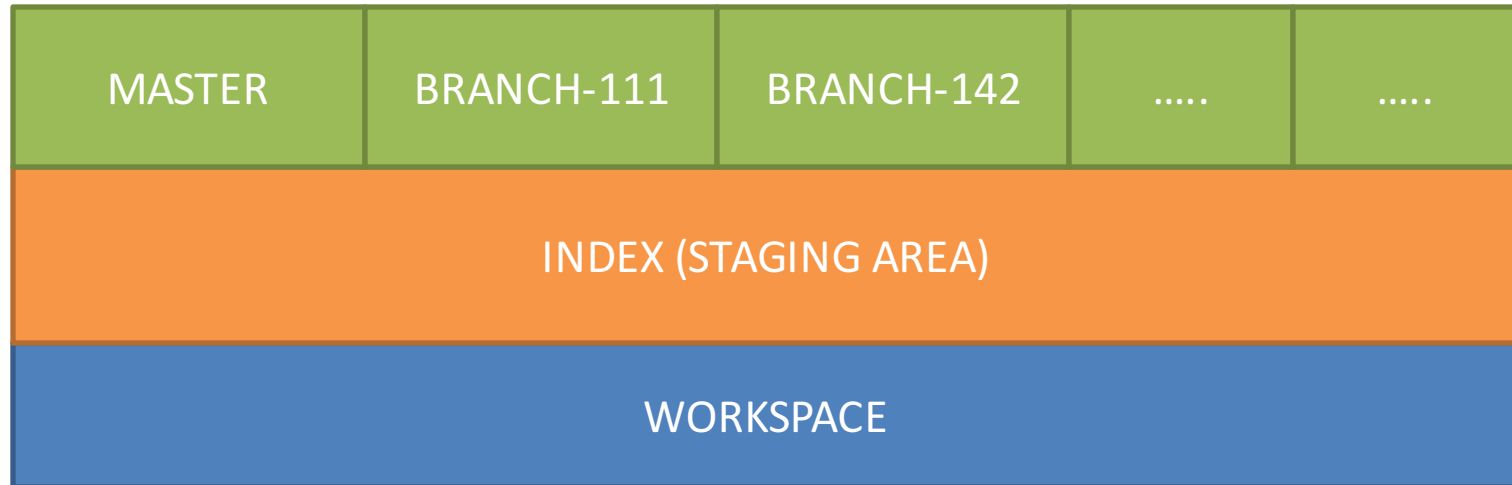 MASTER
BRANCH-111
BRANCH-142
.....
.....
INDEX (STAGING AREA)
WORKSPACE